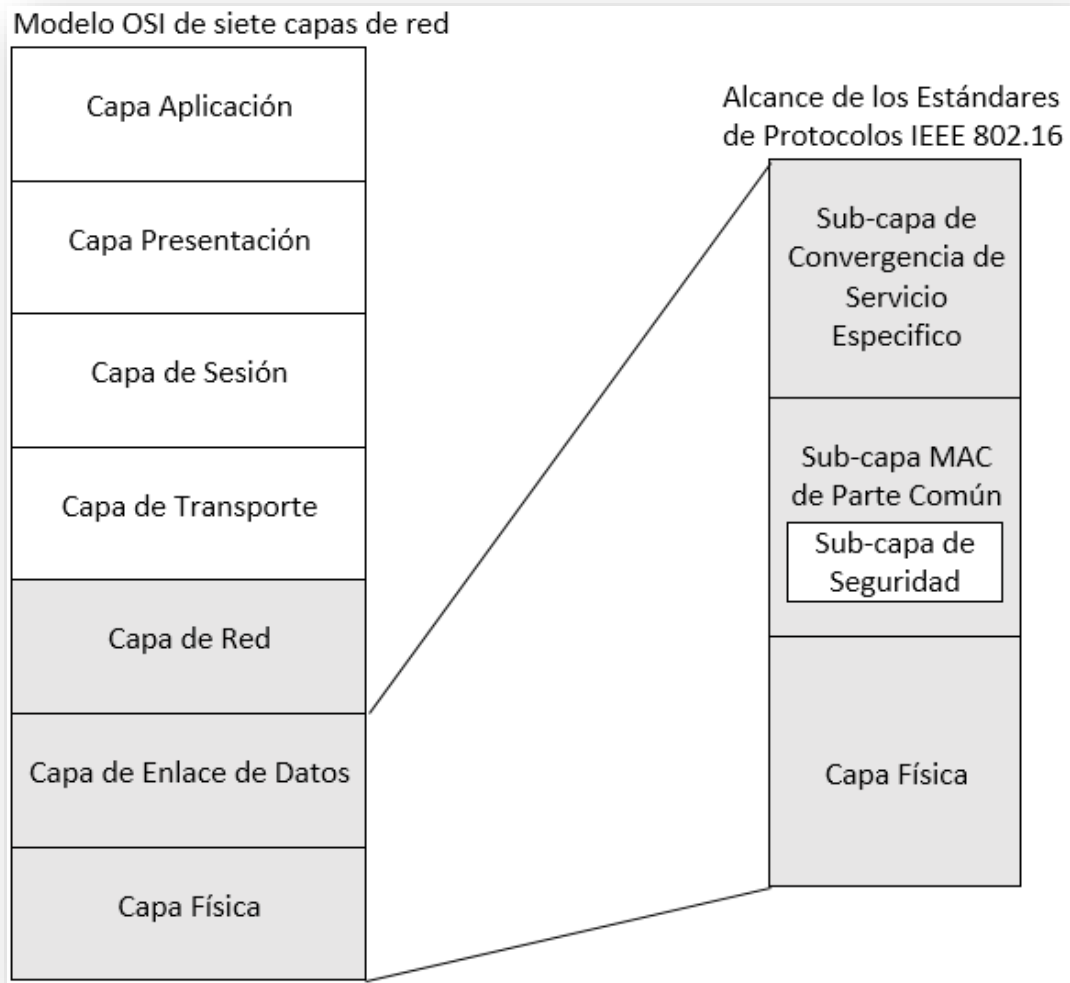 Modelo OSI de siete capas de red
Capa Aplicación
Capa Presentación
Capa de Sesión
Capa de Transporte
Capa de Red
Capa de Enlace de Datos
Capa Física
Alcance de los Estándares
de Protocolos IEEE 802.16
Sub-capa de
Convergencia de
Servicio
Especifico
Sub-capa MAC
de Parte Común
Sub-capa de
Seguridad
Capa Física